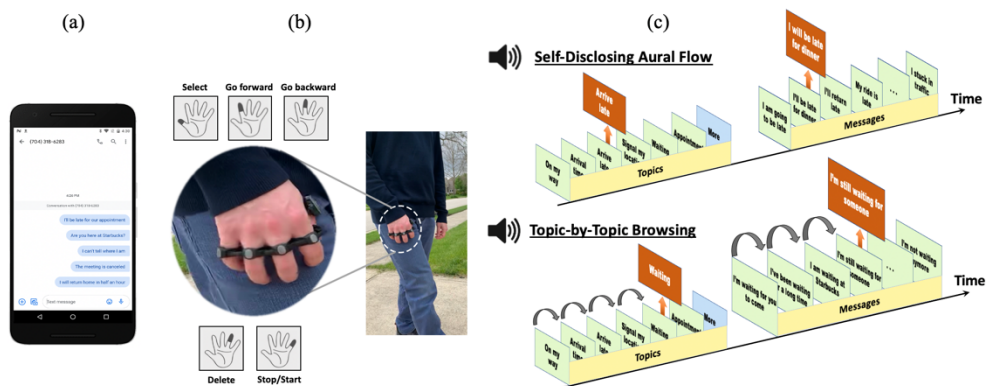 (a)
(704) 318-6283
4:03 PM
I'll be late for our appointment
Are you here at Starbucks?
I can't tell where I am
The meeting is canceled
I will return home in half an hour
Text message
(b)
Select
Go forward
Go backward
Delete
Stop/Start
(c)
Self-Disclosing Aural Flow
On my way
Arrival time
Arrive late
Arrive late
Signal my
Waiting
Appointment
More
Topics
I am going to be late
I'll be late for dinner
I will be late for dinner
I'll return late
My ride is late
...
I stuck in traffic
Messages
Time
Topic-by-Topic Browsing
On my way
Arrival time
Arrive late
Signal my
Waiting
Waiting
Appointment
More
Topics
I'm waiting for you to come
I've been waiting for a long time
I am waiting at Starbucks
I'm still waiting for someone
I'm still waiting for someone
...
I'm not waiting anymore
Messages
Time